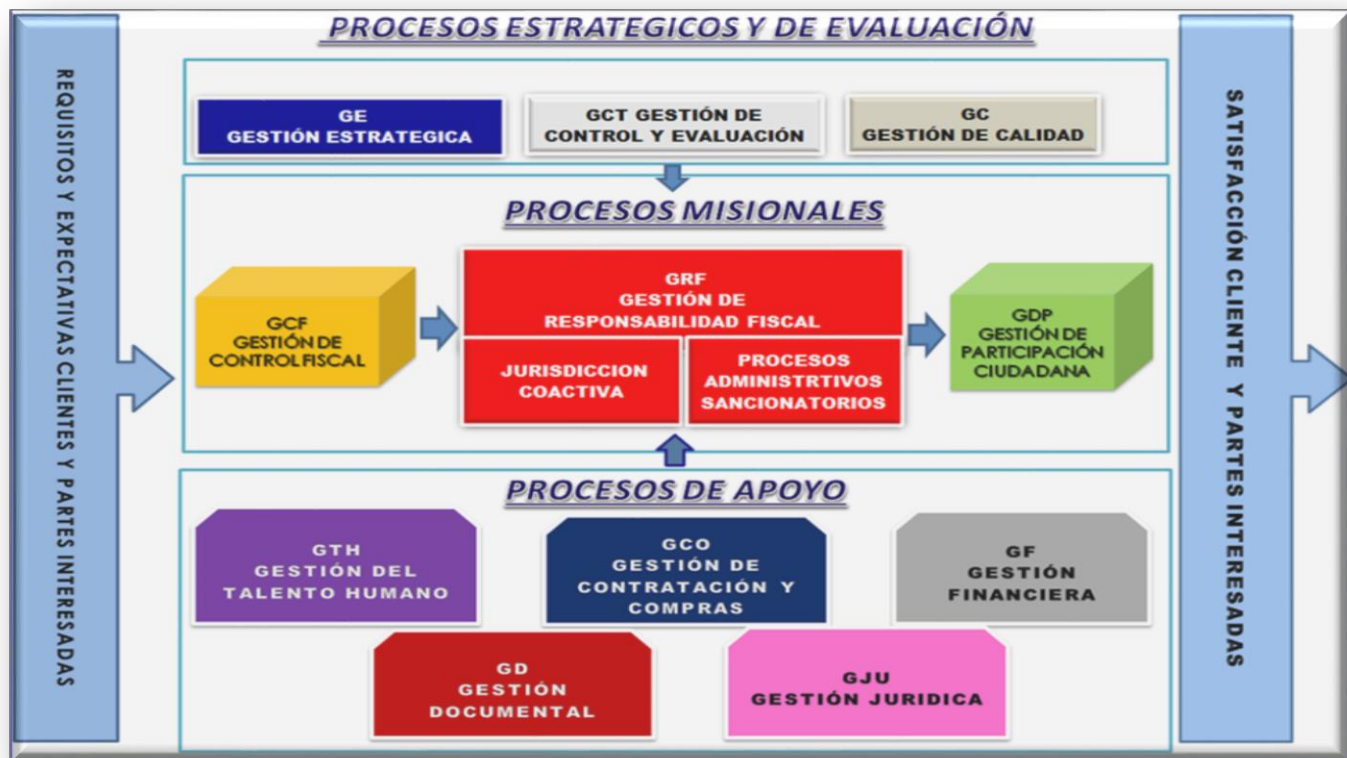 PROCESOS ESTRATEGICOS Y DE EVALUACIÓN
REQUISITOS Y EXPECTATIVAS CLIENTES Y PARTES INTERESADAS
GE
GESTIÓN ESTRATEGICA
GCT GESTIÓN DE
CONTROL Y EVALUACIÓN
GC
GESTIÓN DE CALIDAD
PROCESOS MISIONALES
GCF
GESTIÓN DE
CONTROL FISCAL
GRF
GESTIÓN DE
RESPONSABILIDAD FISCAL
JURISDICCION
COACTIVA
PROCESOS
ADMINISTRTIVOS
SANCIONATORIOS
GDP
GESTIÓN DE
PARTICIPACIÓN
CIUDADANA
PROCESOS DE APOYO
GTH
GESTIÓN DEL
TALENTO HUMANO
GCO
GESTIÓN DE
CONTRATACIÓN Y
COMPRAS
GF
GESTIÓN
FINANCIERA
GD
GESTIÓN
DOCUMENTAL
GJU
GESTIÓN JURIDICA
SATISFACCIÓN CLIENTE Y PARTES INTERESADAS